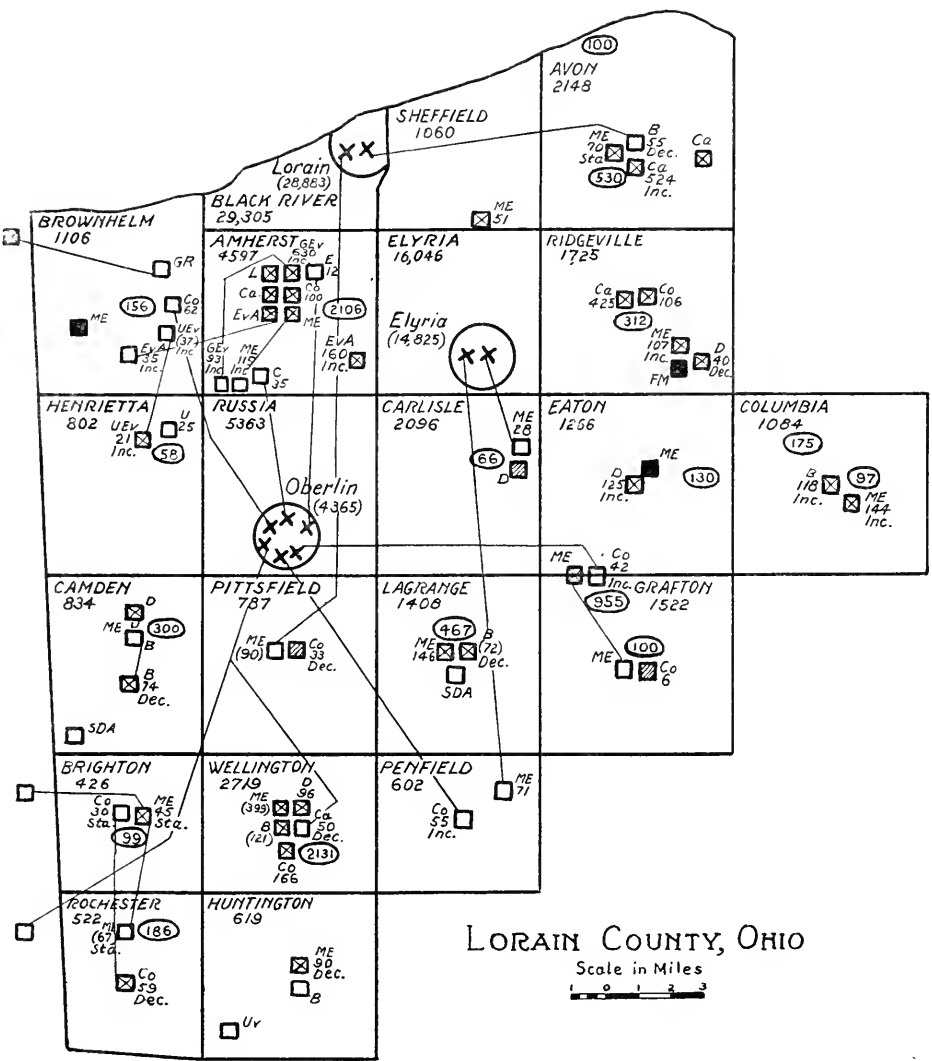 100
AVON
2148
SHEFFIELD
1060
ME
70
Sta
B
55
Dec.
Ca
524
Inc.
530
Ca
Lorain
(28,883)
BLACK RIVER
29,305
ME
51
BROWNHELM
1106
GR
156
Co
62
ME
UEv
(37)
Inc
EvA
35
Inc.
AMHERST
4597
GEv
630
Inc
E
12
L
Ca
Co
100
EvA
ME
2106
EvA
160
Inc.
GEv
93
Inc
ME
115
Inc
C
35
ELYRIA
16,046
Elyria
(14,825)
RIDGEVILLE
1725
Ca
425
Co
106
312
ME
107
Inc.
D
40
Dec.
FM
HENRIETTA
802
U
25
UEv
21
Inc.
58
RUSSIA
5363
Oberlin
(4365)
CARLISLE
2096
ME
28
66
D
EATON
1266
ME
D
125
Inc.
130
COLUMBIA
1084
175
B
118
Inc.
97
ME
144
Inc.
CAMDEN
834
D
ME
U
B
300
B
74
Dec.
SDA
PITTSFIELD
787
ME
(90)
Co
33
Dec.
LAGRANGE
1408
467
ME
146
B
(72)
Dec.
SDA
ME
Co
42
Inc.
GRAFTON
1522
955
100
ME
Co
6
BRIGHTON
426
Co
30
Sta.
ME
45
Sta.
99
WELLINGTON
2719
ME
(399)
D
96
B
(121)
Ca
50
Dec.
2131
Co
166
PENFIELD
602
ME
71
Co
55
Inc.
ROCHESTER
522
ME
(67)
Sta.
186
Co
59
Dec.
HUNTINGTON
619
ME
90
Dec.
B
Uv
LORAIN COUNTY, OHIO
Scale in Miles
1 0 1 2 3